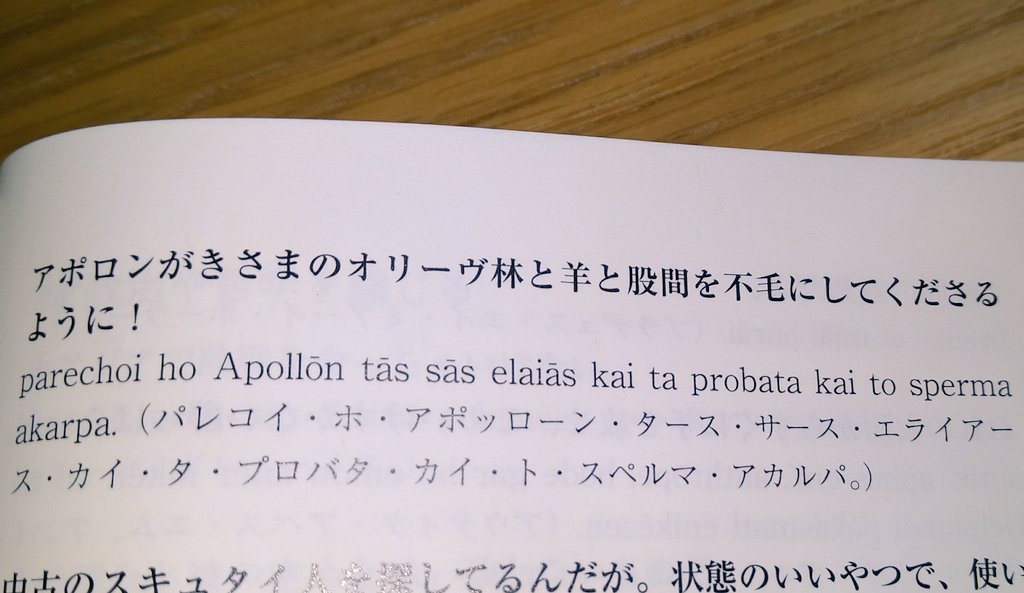 アポロンがきさまのオリーヴ林と羊と股間を不毛にしてくださる
ように！
parechoi ho Apollōn tās sās elaiās kai ta probata kai to sperma
akarpa.（パレコイ・ホ・アポッローン・タース・サース・エライアー
ス・カイ・タ・プロバタ・カイ・ト・スペルマ・アカルパ。）
中古のスキュタイ人を探してるんだが。状態のいいやつで、使い